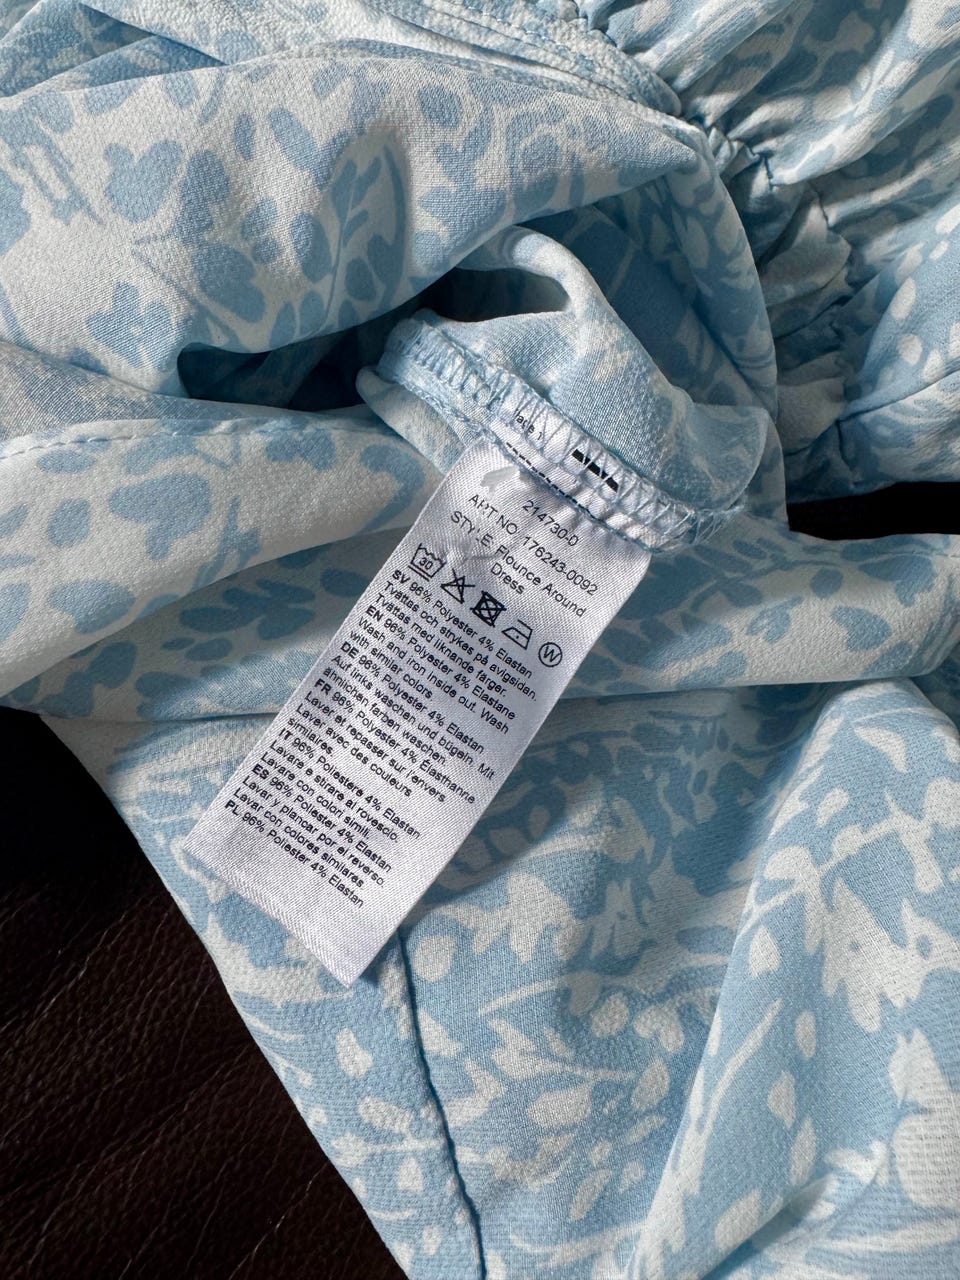 214730-0
ART NO. 176243-0092
STYLE. Flounce Around
Dress
30
W
SV 96% Polyester 4% Elastan
Tvättas och strykes på avigsidan.
Tvättas med liknande färger.
EN 96% Polyester 4% Elastane
Wash and iron inside out. Wash
with similar colors.
DE 96% Polyester 4% Elastan
Auf links waschen und bügeln. Mit
ähnlichen farben waschen.
FR 96% Polyester 4% Élasthanne
Laver et repasser sur l'envers.
Laver avec des couleurs
similaires.
IT 96% Poliestere 4% Elastan
Lavare e stirare al rovescio.
Lavare con colori simili.
ES 96% Poliester 4% Elastan
Lavar y planchar por el reverso.
Lavar con colores similares
PL 96% Poliester 4% Elastan